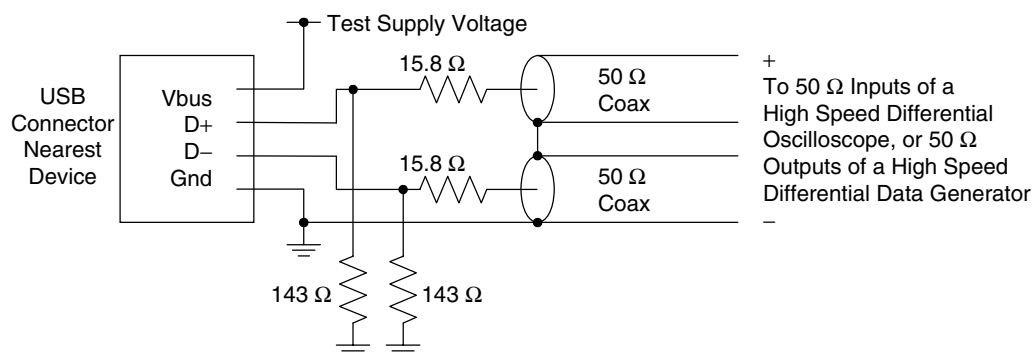 Test Supply Voltage
USB
Connector
Nearest
Device
Vbus
D+
D−
Gnd
15.8 Ω
15.8 Ω
50 Ω
Coax
50 Ω
Coax
+
To 50 Ω Inputs of a
High Speed Differential
Oscilloscope, or 50 Ω
Outputs of a High Speed
Differential Data Generator
−
143 Ω
143 Ω